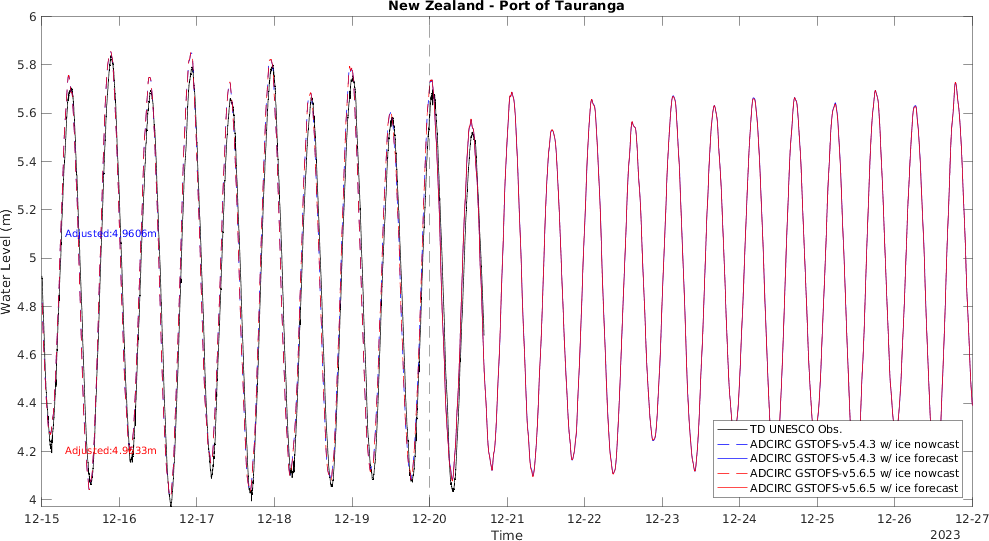 New Zealand - Port of Tauranga
6
5.8
5.6
5.4
5.2
5
4.8
4.6
4.4
4.2
4
Water Level (m)
Adjusted:4.9606m
Adjusted:4.9533m
TD UNESCO Obs.
ADCIRC GSTOFS-v5.4.3 w/ ice nowcast
ADCIRC GSTOFS-v5.4.3 w/ ice forecast
ADCIRC GSTOFS-v5.6.5 w/ ice nowcast
ADCIRC GSTOFS-v5.6.5 w/ ice forecast
12-15 12-16 12-17 12-18 12-19 12-20 12-21 12-22 12-23 12-24 12-25 12-26 12-27
Time
2023